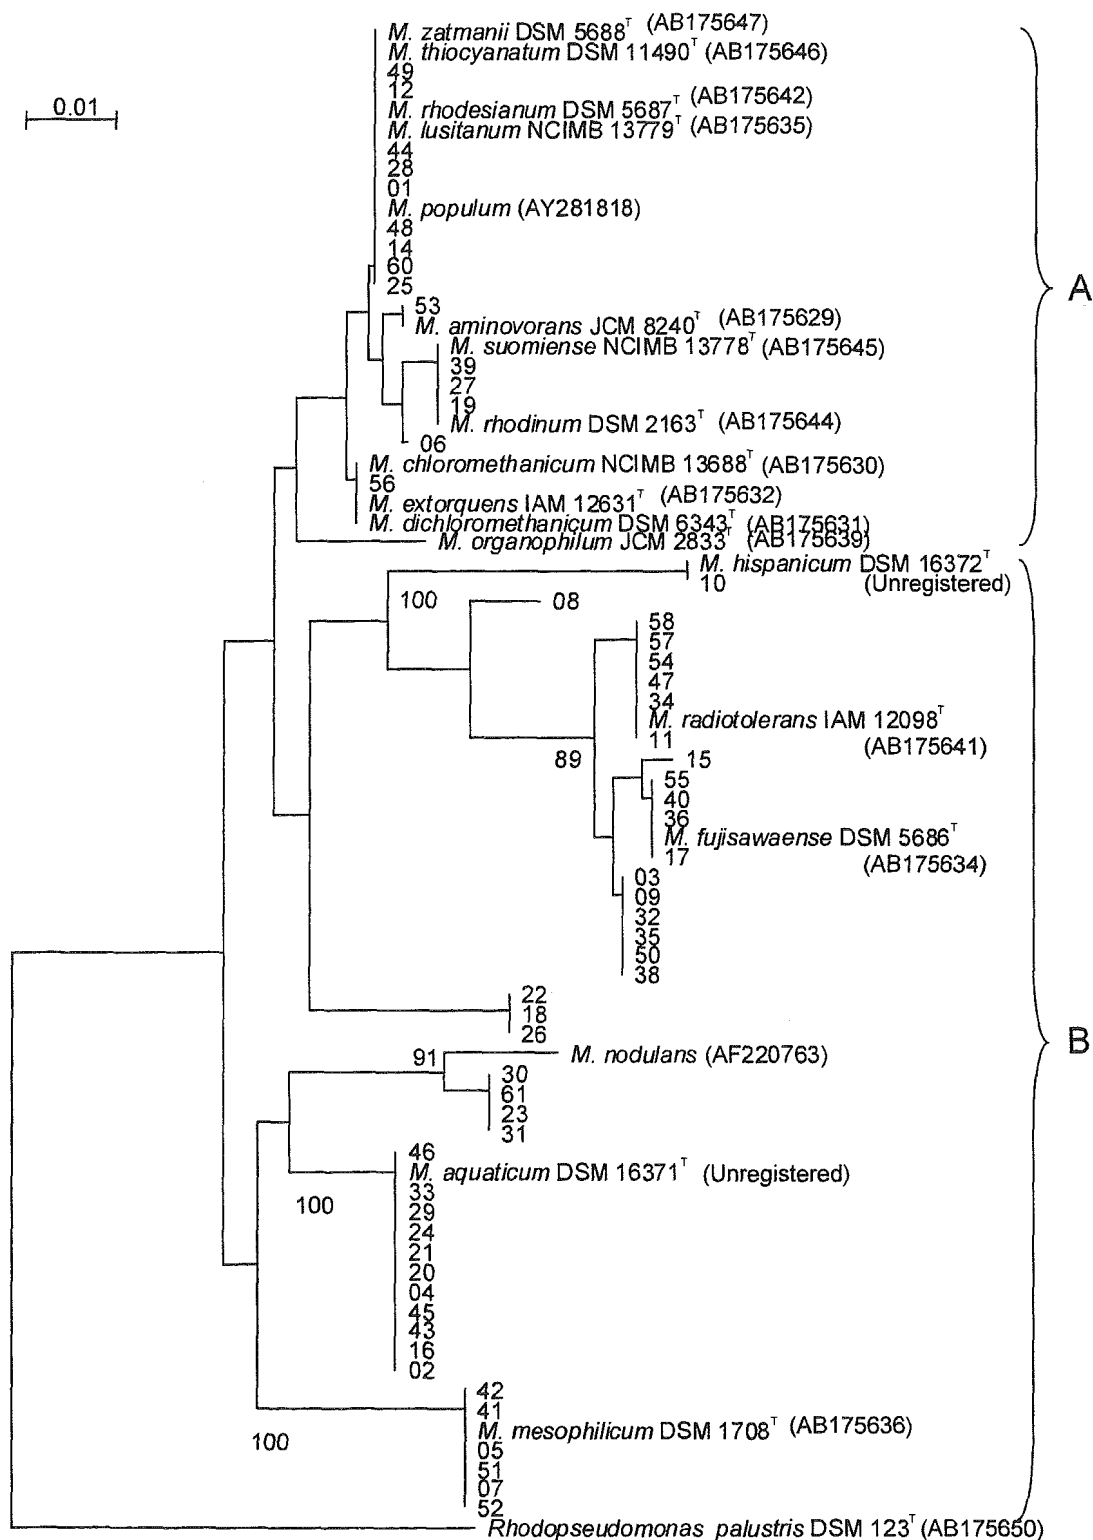 M. zatmanii DSM 5688T (AB175647)
M. thiocyanatum DSM 11490T (AB175646)
49
0.01
12
M. rhodesianum DSM 5687T (AB175642)
M. lusitanum NCIMB 13779T (AB175635)
44
28
01
M. populum (AY281818)
48
14
60
25
A
53
M. aminovorans JCM 8240T (AB175629)
M. suomiense NCIMB 13778T (AB175645)
39
27
19
M. rhodinum DSM 2163T (AB175644)
06
M. chloromethanicum NCIMB 13688T (AB175630)
56
M. extorquens IAM 12631T (AB175632)
M. dichloromethanicum DSM 6343T (AB175631)
M. organophilum JCM 2833T (AB175639)
M. hispanicum DSM 16372T
10 (Unregistered)
100
08
58
57
54
47
34
M. radiotolerans IAM 12098T
11 (AB175641)
89
15
55
40
36
M. fujisawaense DSM 5686T
17 (AB175634)
03
09
32
35
50
38
22
18
26
B
91
M. nodulans (AF220763)
30
61
23
31
46
M. aquaticum DSM 16371T (Unregistered)
33
100
29
24
21
20
04
45
43
16
02
42
41
M. mesophilicum DSM 1708T (AB175636)
100
05
51
07
52
Rhodopseudomonas palustris DSM 123T (AB175650)